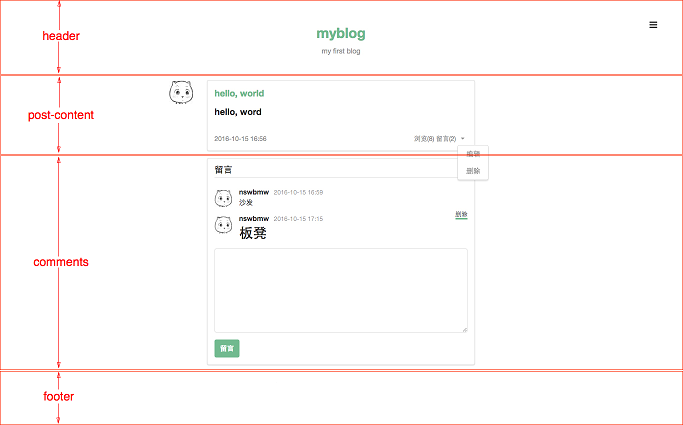 header
myblog
my first blog
post-content
hello, world
hello, word
2016-10-15 16:56
浏览(8) 留言(2)
编辑
删除
comments
留言
nswbmw 2016-10-15 16:59
沙发
nswbmw 2016-10-15 17:15
删除
板凳
留言
footer